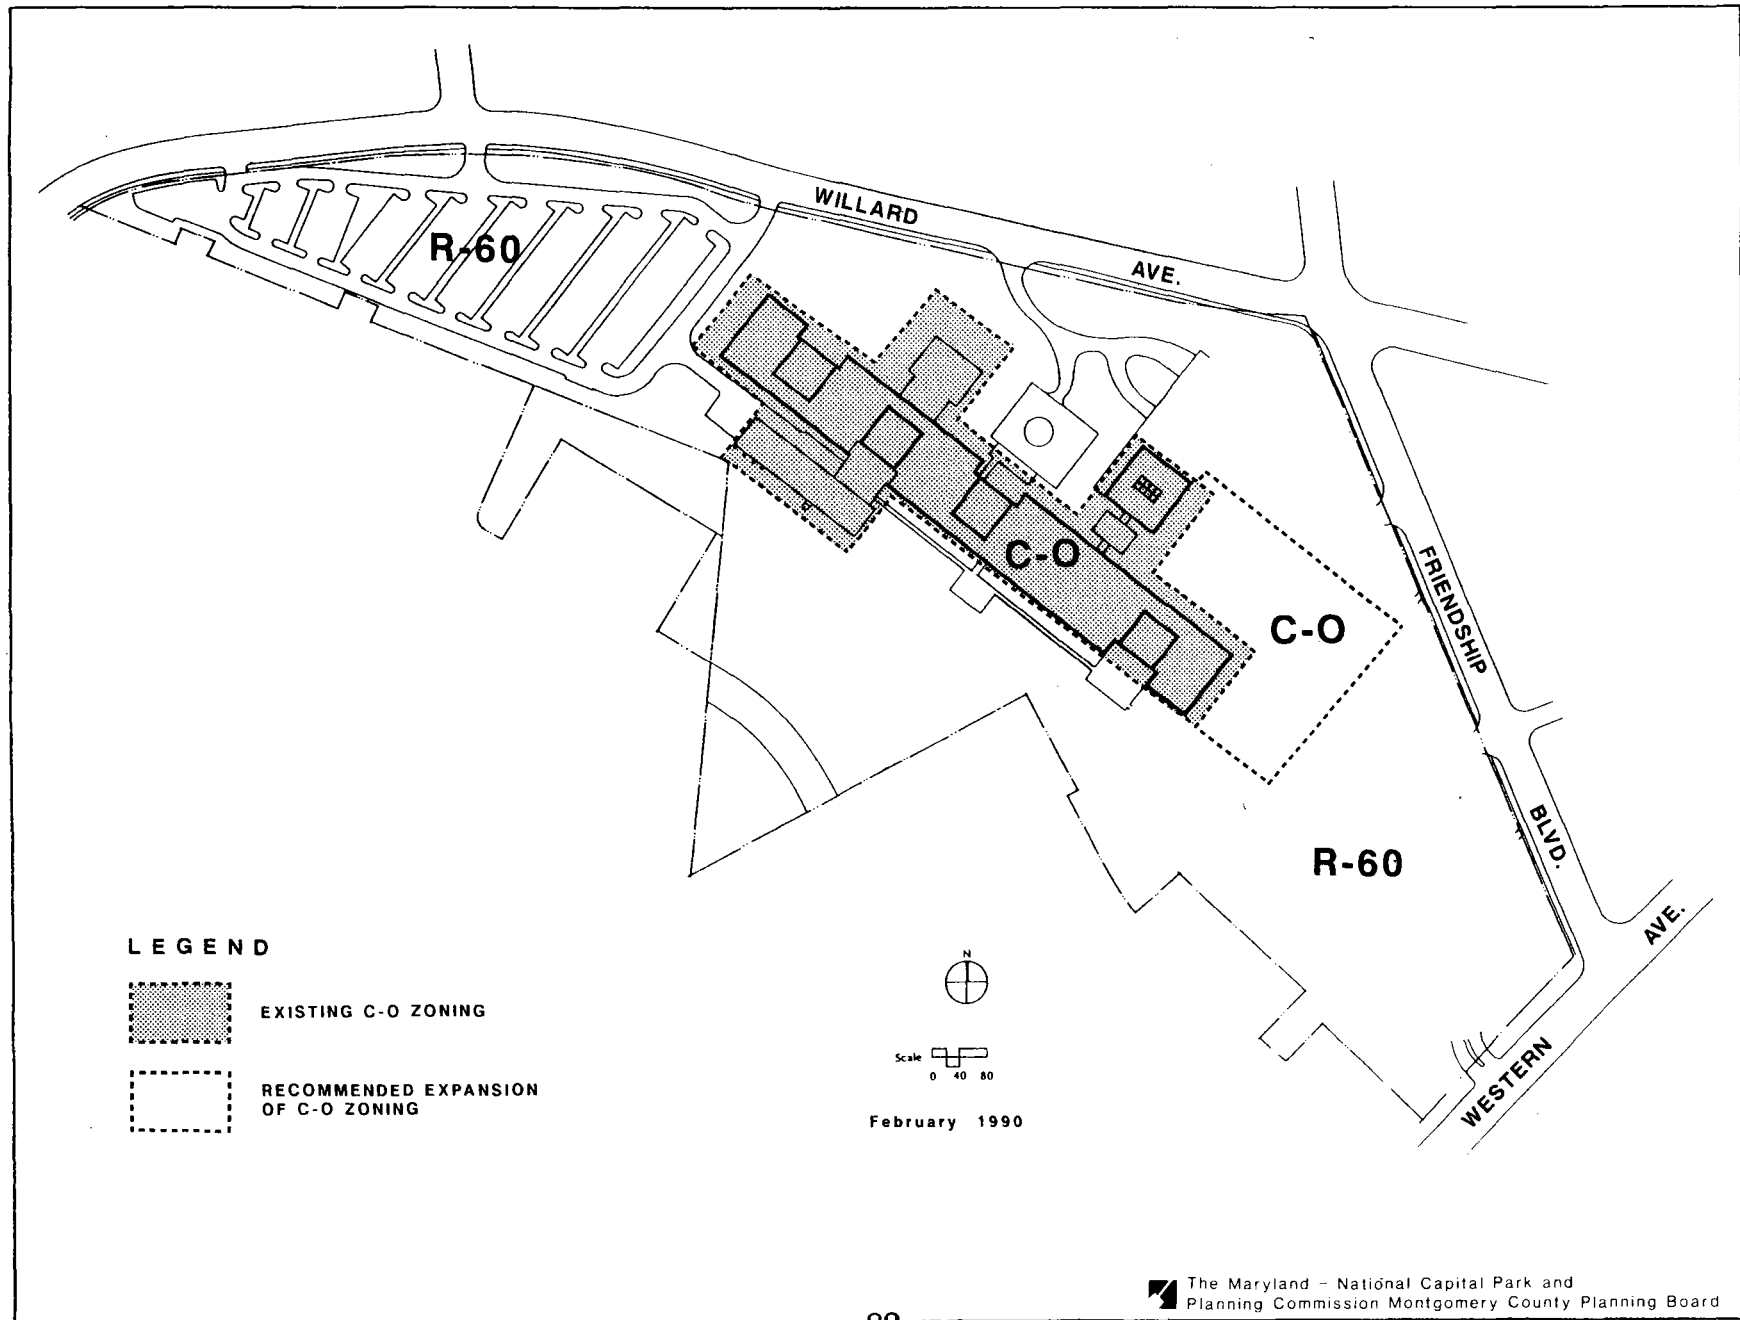 WILLARD
AVE.
R-60
C-O
C-O
FRIENDSHIP
BLVD.
R-60
AVE.
WESTERN
LEGEND
EXISTING C-O ZONING
RECOMMENDED EXPANSION
OF C-O ZONING
N
Scale
0 40 80
February 1990
The Maryland - National Capital Park and
Planning Commission Montgomery County Planning Board